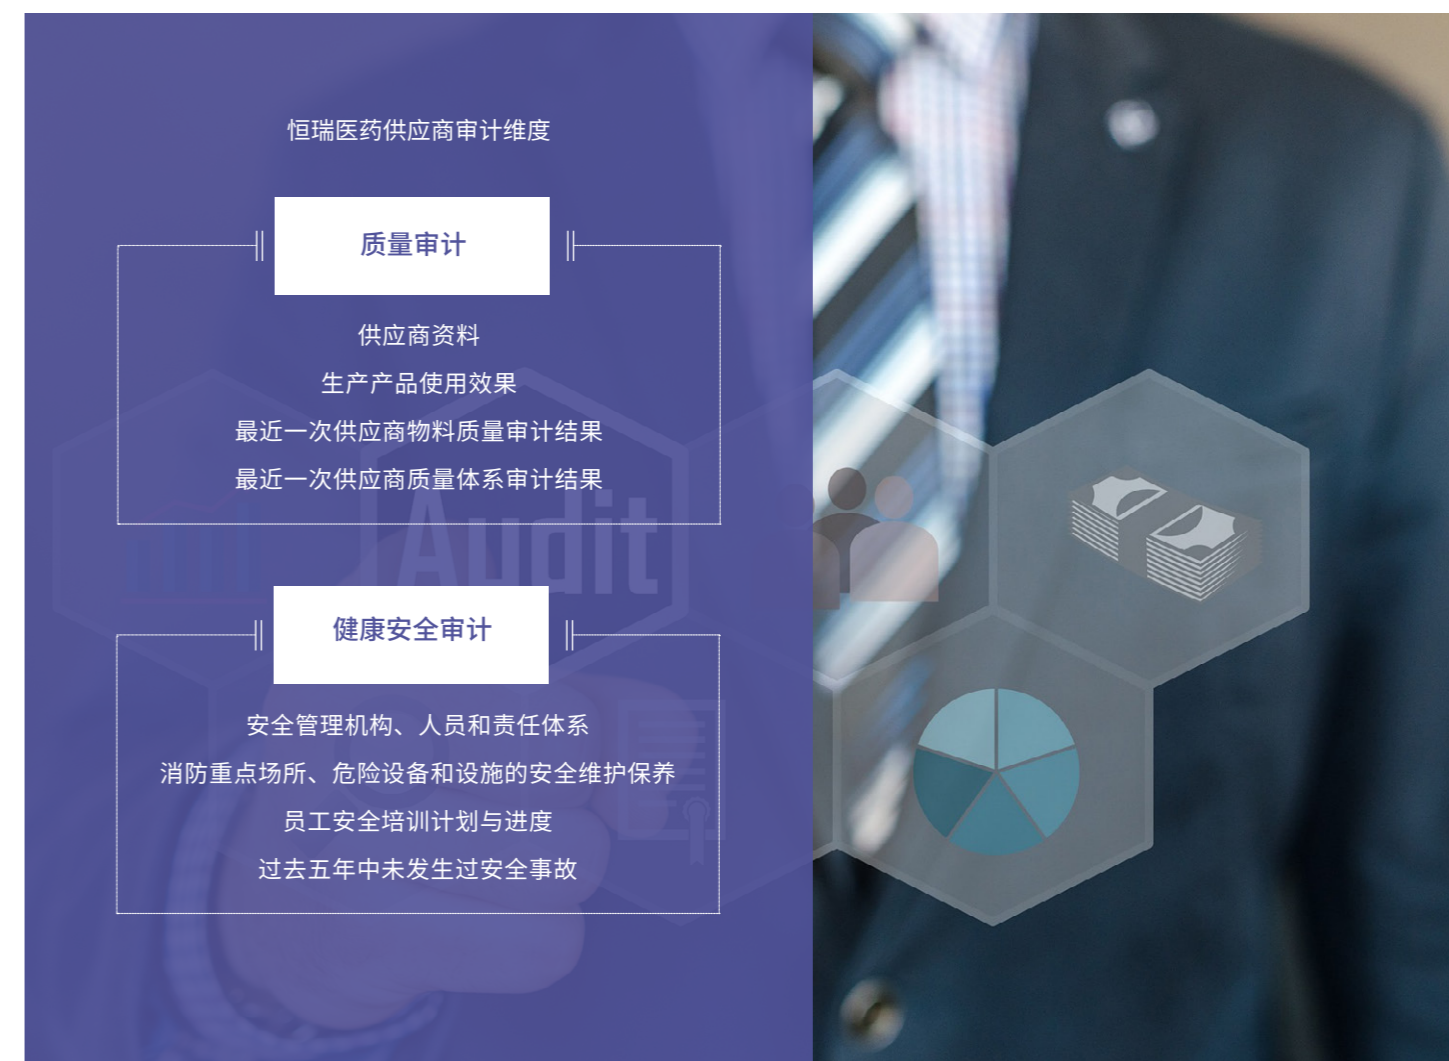 恒瑞医药供应商审计维度
质量审计
供应商资料
生产产品使用效果
最近一次供应商物料质量审计结果
最近一次供应商质量体系审计结果
Audit
健康安全审计
安全管理机构、人员和责任体系
消防重点场所、危险设备和设施的安全维护保养
员工安全培训计划与进度
过去五年中未发生过安全事故